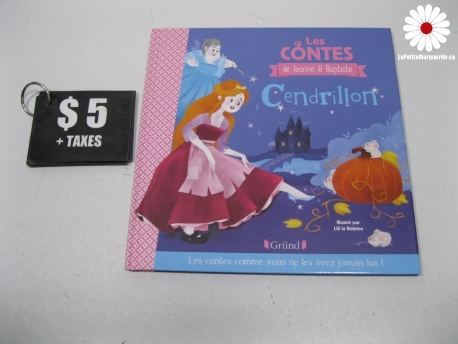 LaPetiteMarguerite.ca
$5
+ TAXES
Les
CONTES
de Jeanne & Baptiste
Cendrillon
Illustré par
Lili la Baleine
Gründ
Les contes comme vous ne les avez jamais lus !